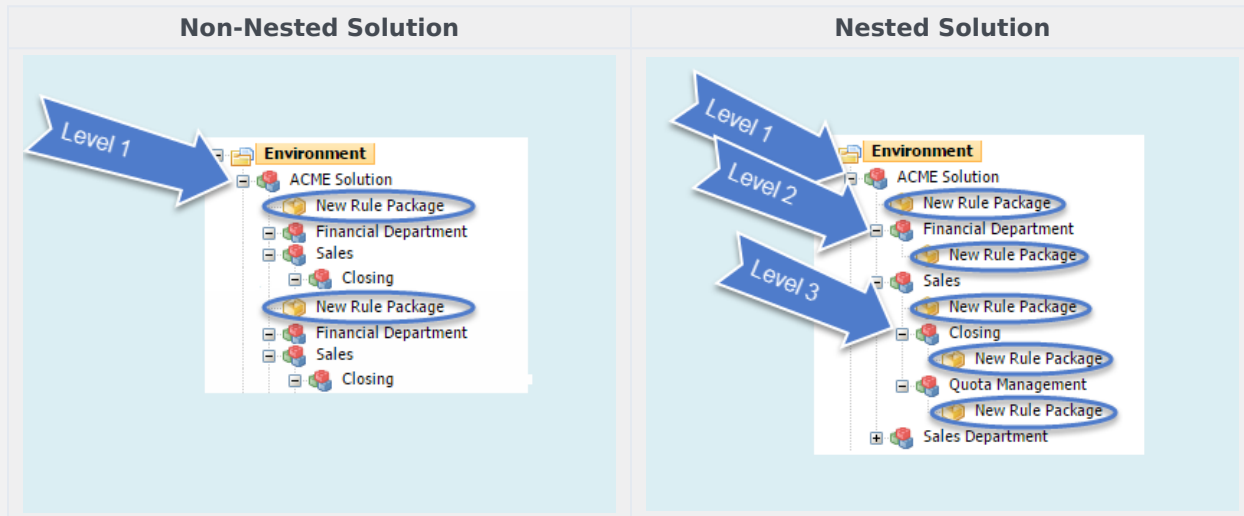 Non-Nested Solution
Level 1
Environment
ACME Solution
New Rule Package
Financial Department
Sales
Closing
New Rule Package
Financial Department
Sales
Closing
Nested Solution
Level 1
Environment
ACME Solution
Level 2
New Rule Package
Financial Department
New Rule Package
Level 3
Sales
New Rule Package
Closing
New Rule Package
Quota Management
New Rule Package
Sales Department